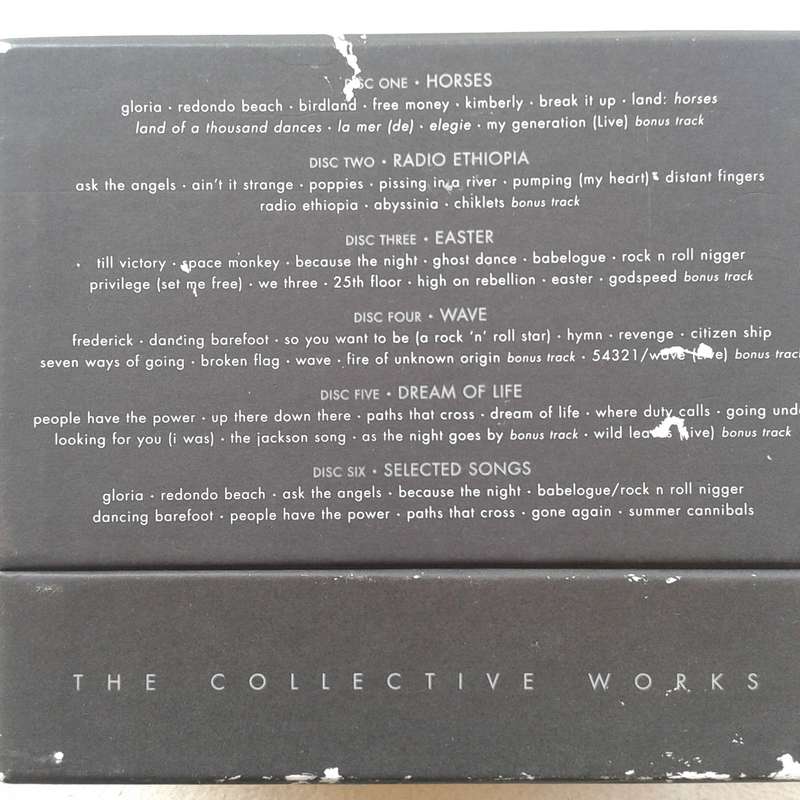 DISC ONE · HORSES
gloria · redondo beach · birdland · free money · kimberly · break it up · land: horses
land of a thousand dances · la mer (de) · elegie · my generation (Live) bonus track
DISC TWO · RADIO ETHIOPIA
ask the angels · ain't it strange · poppies · pissing in a river · pumping (my heart) · distant fingers
radio ethiopia · abyssinia · chiklets bonus track
DISC THREE · EASTER
till victory · space monkey · because the night · ghost dance · babelogue · rock n roll nigger
privilege (set me free) · we three · 25th floor · high on rebellion · easter · godspeed bonus track
DISC FOUR · WAVE
frederick · dancing barefoot · so you want to be (a rock 'n' roll star) · hymn · revenge · citizen ship
seven ways of going · broken flag · wave · fire of unknown origin bonus track · 54321/wave (Live) bonus
DISC FIVE · DREAM OF LIFE
people have the power · up there down there · paths that cross · dream of life · where duty calls · going
looking for you (i was) · the jackson song · as the night goes by bonus track · wild leaves (live) bonus track
DISC SIX · SELECTED SONGS
gloria · redondo beach · ask the angels · because the night · babelogue/rock n roll nigger
dancing barefoot · people have the power · paths that cross · gone again · summer cannibals
THE COLLECTIVE WORKS